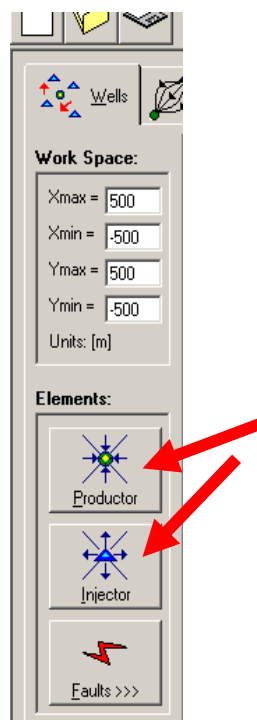 Wells
Work Space:
Xmax = 500
Xmin = -500
Ymax = 500
Ymin = -500
Units: [m]
Elements:
Productor
Injector
Faults >>>